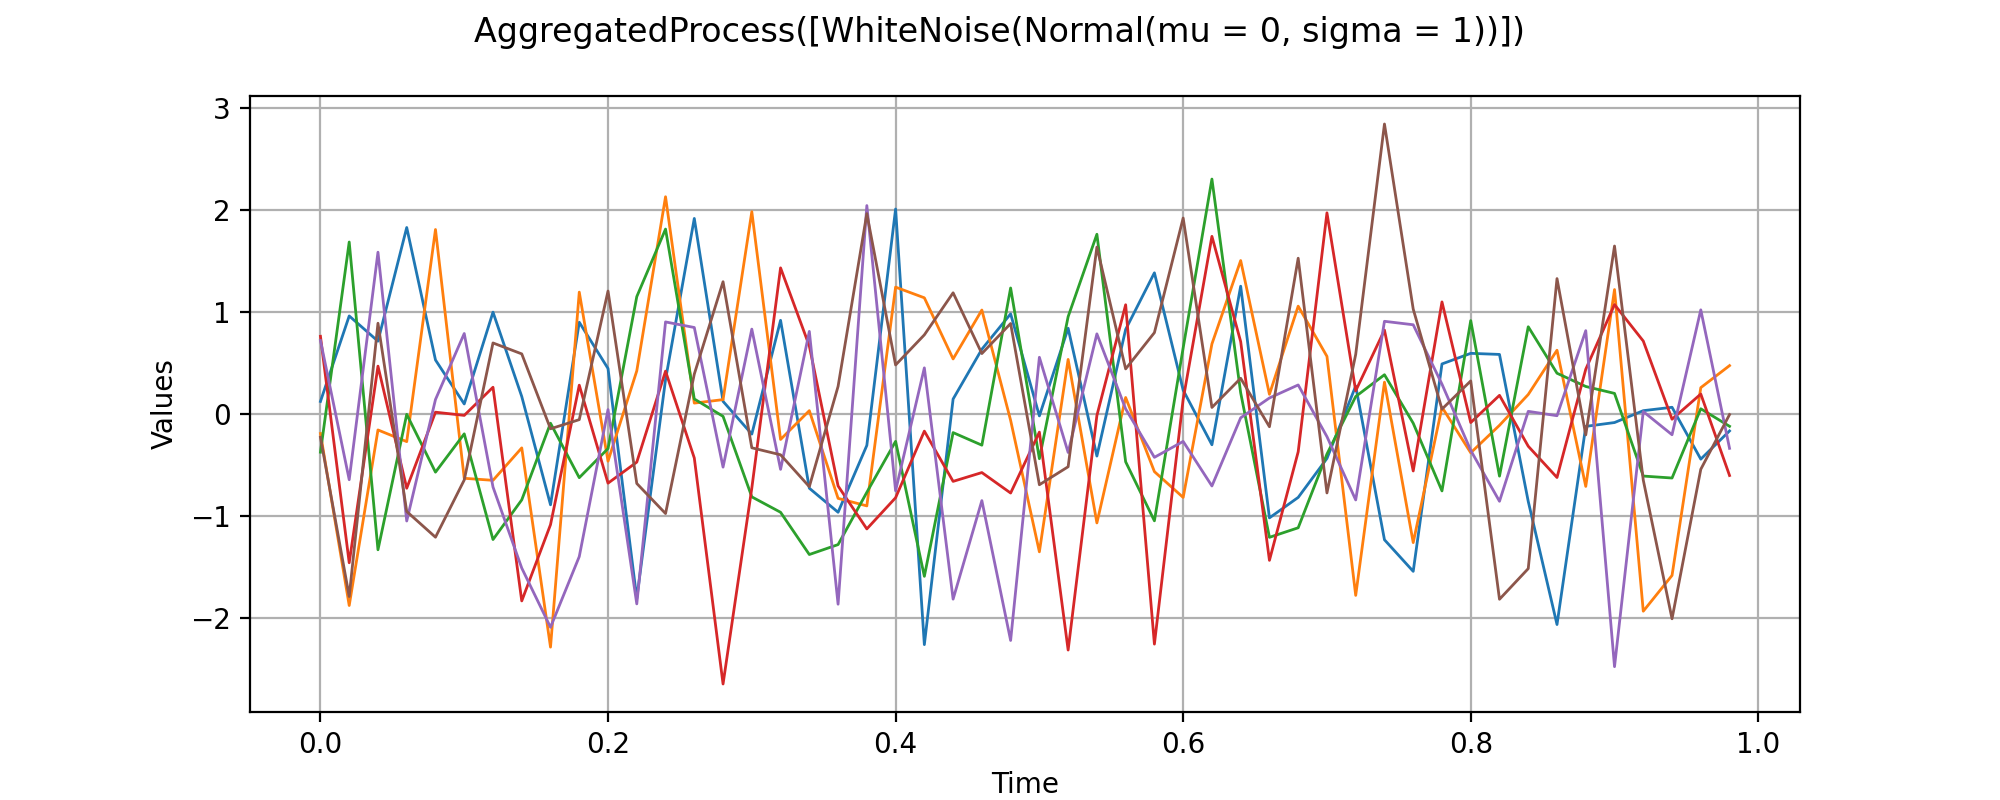 AggregatedProcess([WhiteNoise(Normal(mu = 0, sigma = 1))])
3
2
1
0
−1
−2
Values
0.0 0.2 0.4 0.6 0.8 1.0
Time